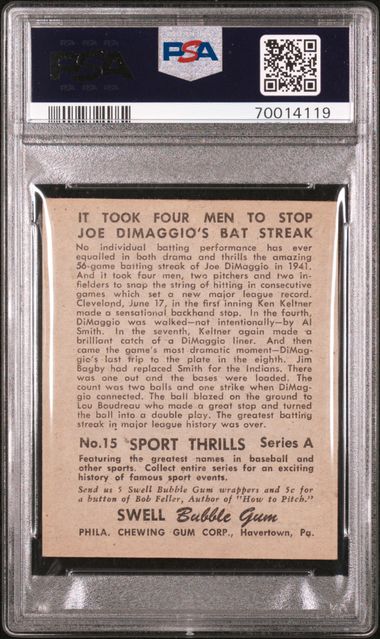 PSA
PSA
70014119
IT TOOK FOUR MEN TO STOP
JOE DIMAGGIO'S BAT STREAK
No individual batting performance has ever
equalled in both drama and thrills the amazing
56-game batting streak of Joe DiMaggio in 1941.
And it took four men, two pitchers and two in-
fielders to snap the string of hitting in consecutive
games which set a new major league record.
Cleveland, June 17, in the first inning Ken Keltner
made a sensational backhand stop. In the fourth,
DiMaggio was walked—not intentionally—by Al
Smith. In the seventh, Keltner again made a
brilliant catch of a DiMaggio liner. And then
came the game's most dramatic moment—DiMag-
gio's last trip to the plate in the eighth. Jim
Bagby had replaced Smith for the Indians. There
was one out and the bases were loaded. The
count was two balls and one strike when DiMag-
gio connected. The ball blazed on the ground to
Lou Boudreau who made a great stop and turned
the ball into a double play. The greatest batting
streak in major league history was over.
No.15 SPORT THRILLS Series A
Featuring the greatest names in baseball and
other sports. Collect entire series for an exciting
history of famous sport events.
Send us 5 Swell Bubble Gum wrappers and 5c for
a button of Bob Feller, Author of "How to Pitch."
SWELL Bubble Gum
PHILA. CHEWING GUM CORP., Havertown, Pa.